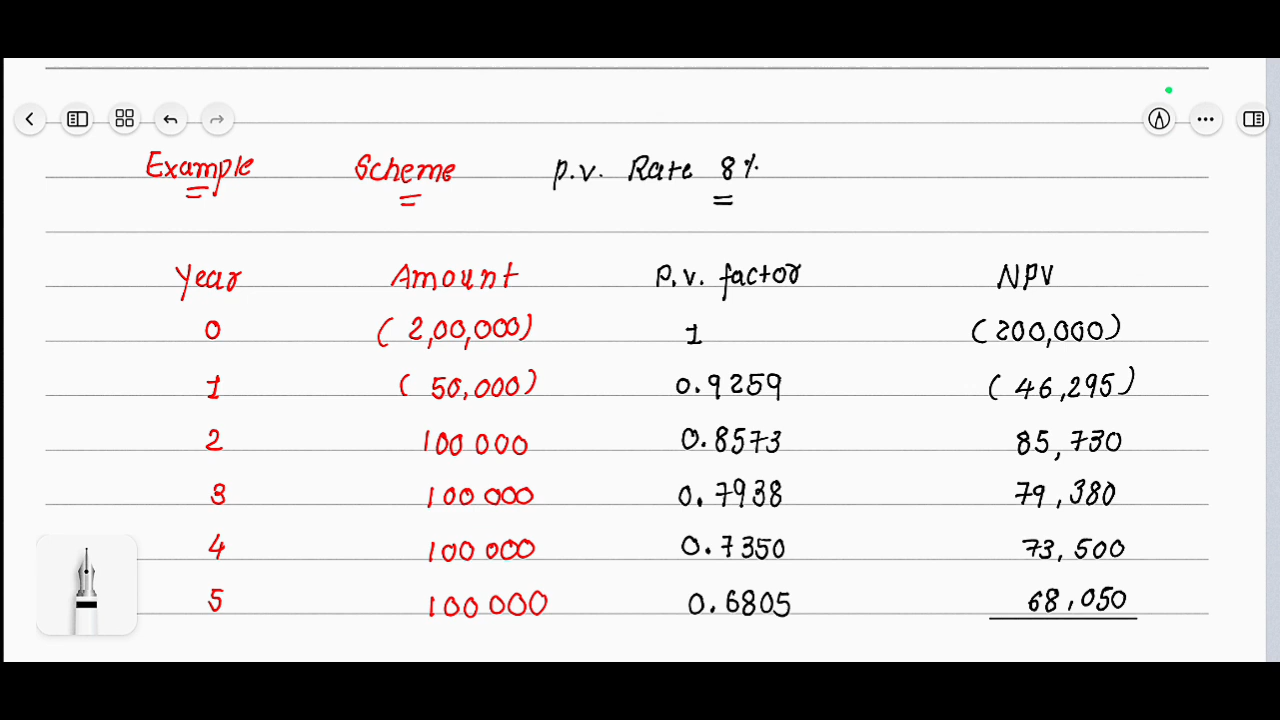 Example Scheme P.V. Rate 8%
Year Amount P.V. factor NPV
0 (2,00,000) 1 (200,000)
1 (50,000) 0.9259 (46,295)
2 100 000 0.8573 85,730
3 100 000 0.7938 79,380
4 100 000 0.7350 73,500
5 100 000 0.6805 68,050